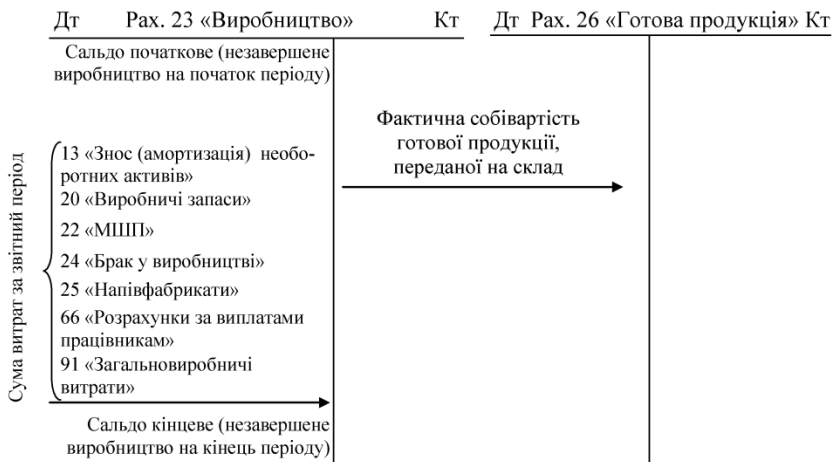 Дт Рах. 23 «Виробництво» Кт
Дт Рах. 26 «Готова продукція» Кт
Сальдо початкове (незавершене
виробництво на початок періоду)
Фактична собівартість
готової продукції,
переданої на склад
Сума витрат за звітний період
13 «Знос (амортизація) необо-
ротних активів»
20 «Виробничі запаси»
22 «МШП»
24 «Брак у виробництві»
25 «Напівфабрикати»
66 «Розрахунки за виплатами
працівникам»
91 «Загальновиробничі
витрати»
Сальдо кінцеве (незавершене
виробництво на кінець періоду)